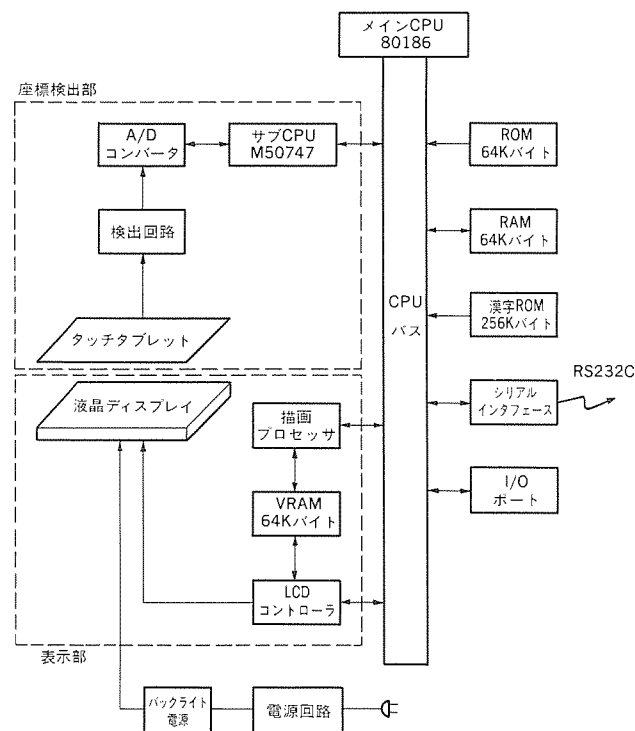 メインCPU
80186
座標検出部
A/D
コンバータ
サブCPU
M50747
ROM
64Kバイト
検出回路
RAM
64Kバイト
CPU
バス
漢字ROM
256Kバイト
タッチタブレット
RS232C
液晶ディスプレイ
シリアル
インタフェース
描画
プロセッサ
I/O
ポート
VRAM
64Kバイト
LCD
コントローラ
表示部
バックライト
電源
電源回路